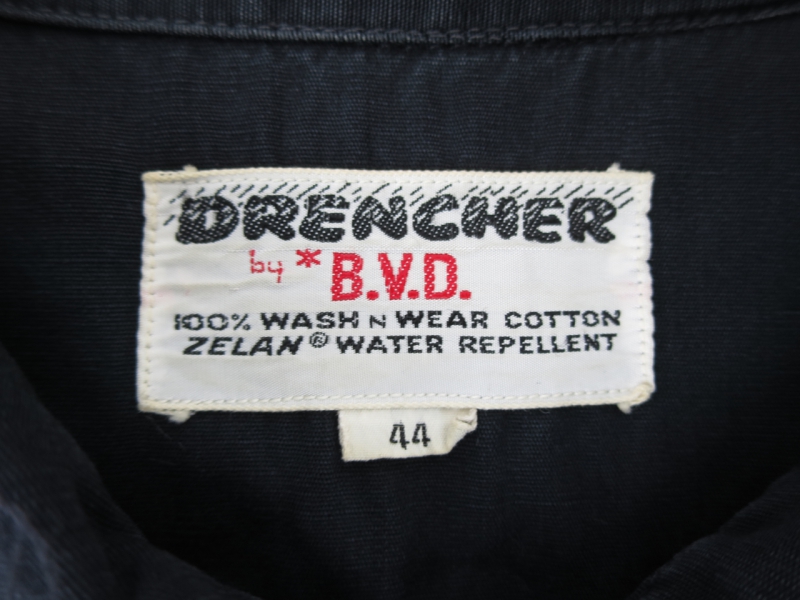 DRENCHER
by * B.V.D.
100% WASH N WEAR COTTON
ZELAN® WATER REPELLENT
44